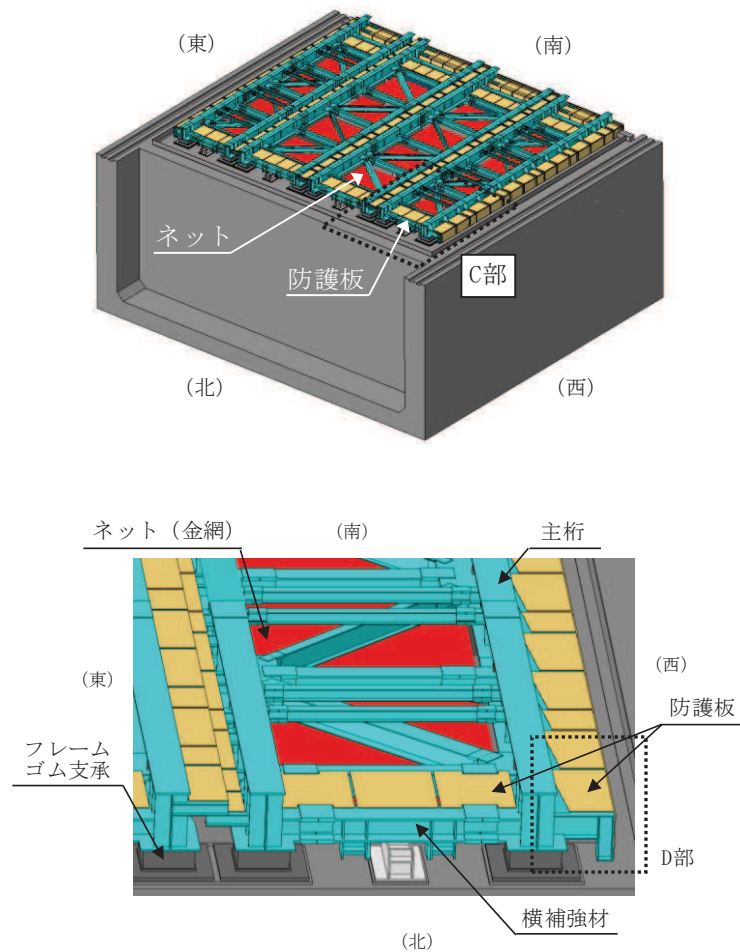 （東）
（南）
ネット
防護板
C部
（北）
（西）
ネット（金網）
（南）
主桁
（東）
（西）
防護板
フレーム
ゴム支承
D部
横補強材
（北）